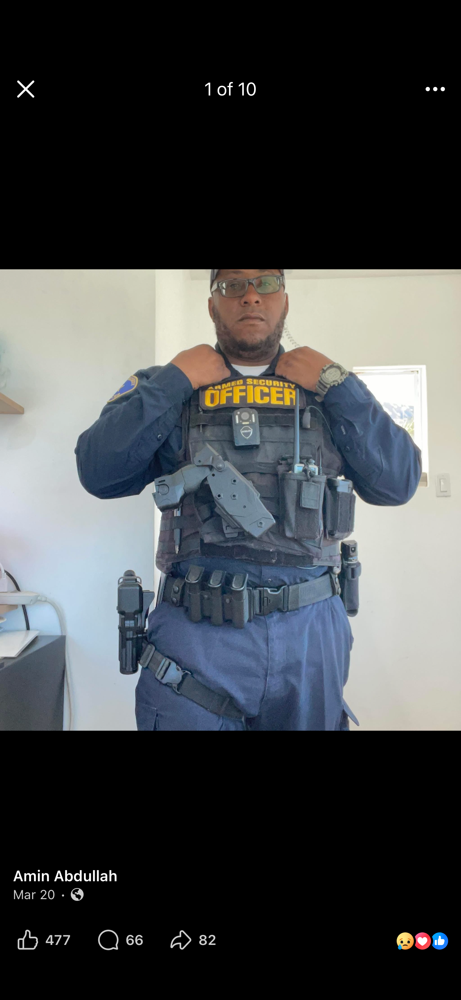 1 of 10
ARMED SECURITY
OFFICER
Amin Abdullah
Mar 20 ·
477 66 82